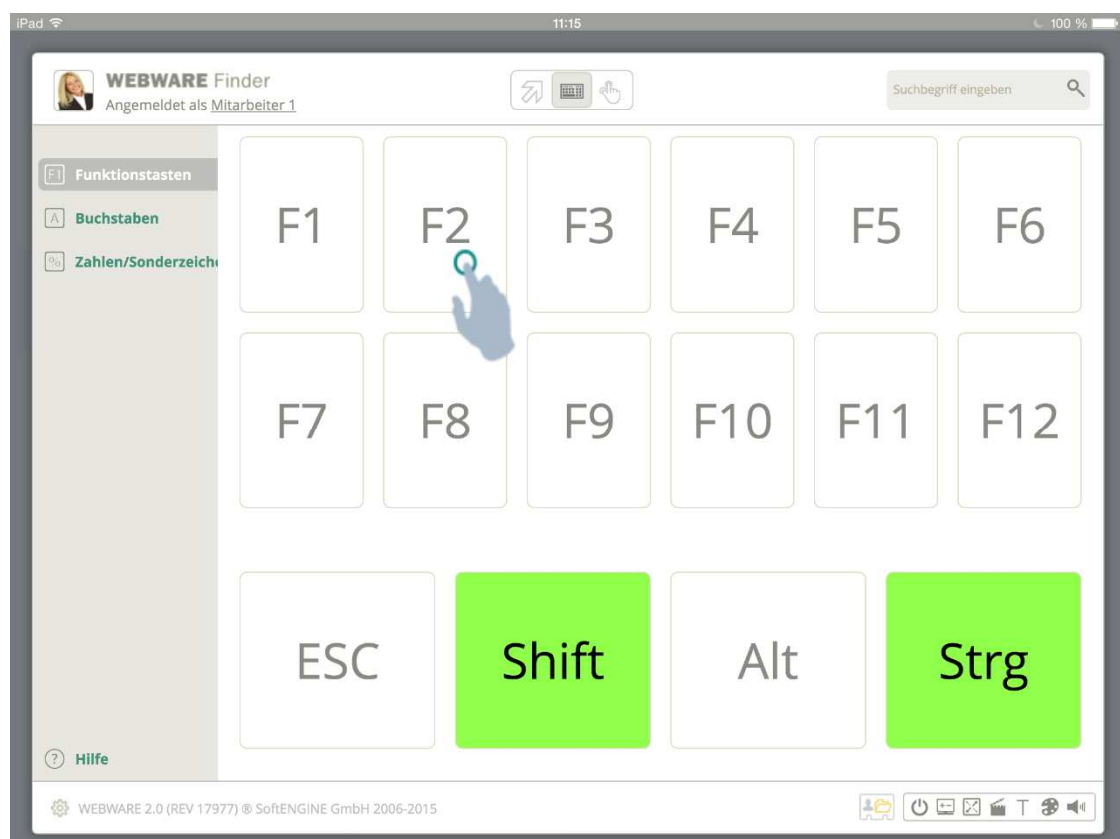 iPad 11:15 100 %
WEBWARE Finder
Angemeldet als Mitarbeiter 1
Suchbegriff eingeben
F1 Funktionstasten
A Buchstaben
% Zahlen/Sonderzeiche
F1 F2 F3 F4 F5 F6
F7 F8 F9 F10 F11 F12
ESC Shift Alt Strg
? Hilfe
WEBWARE 2.0 (REV 17977) ® SoftENGINE GmbH 2006-2015
T